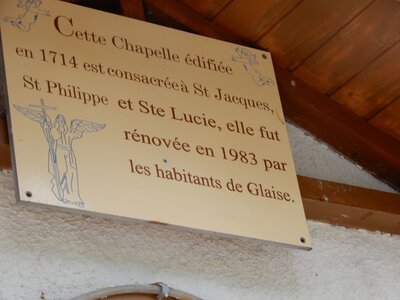 Cette Chapelle édifiée
en 1714 est consacrée à St Jacques,
St Philippe et Ste Lucie, elle fut
rénovée en 1983 par
les habitants de Glaise.